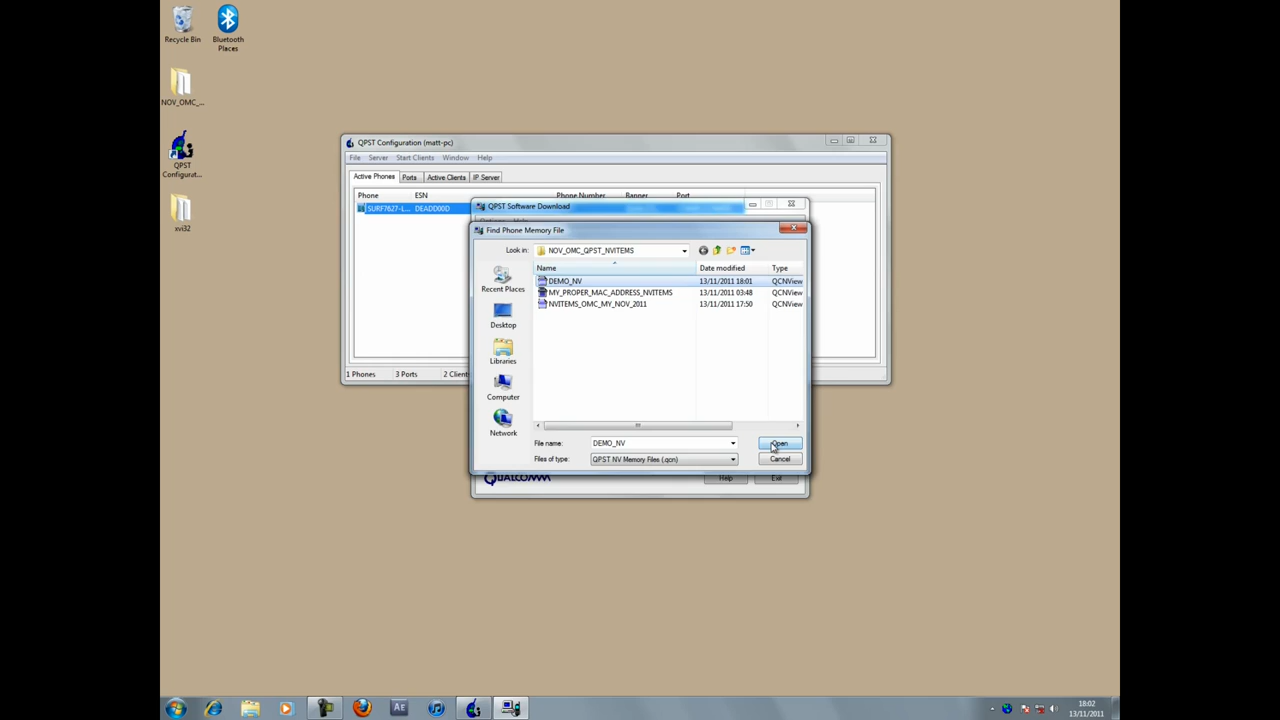 Recycle Bin
Bluetooth Places
NOV_OMC_...
QPST Configurat...
xvi32
QPST Configuration (matt-pc)
File Server Start Clients Window Help
Active Phones Ports Active Clients IP Server
Phone ESN Phone Number Banner Port
SURF7627-L... DEADD00D
1 Phones 3 Ports 2 Client
QPST Software Download
Find Phone Memory File
Look in: NOV_OMC_QPST_NVITEMS
Name Date modified Type
DEMO_NV 13/11/2011 18:01 QCNView
MY_PROPER_MAC_ADDRESS_NVITEMS 13/11/2011 03:48 QCNView
NVITEMS_OMC_MY_NOV_2011 13/11/2011 17:50 QCNView
Recent Places
Desktop
Libraries
Computer
Network
File name: DEMO_NV Open
Files of type: QPST NV Memory Files (.qcn) Cancel
QUALCOMM Help Exit
Ae
18:02
13/11/2011